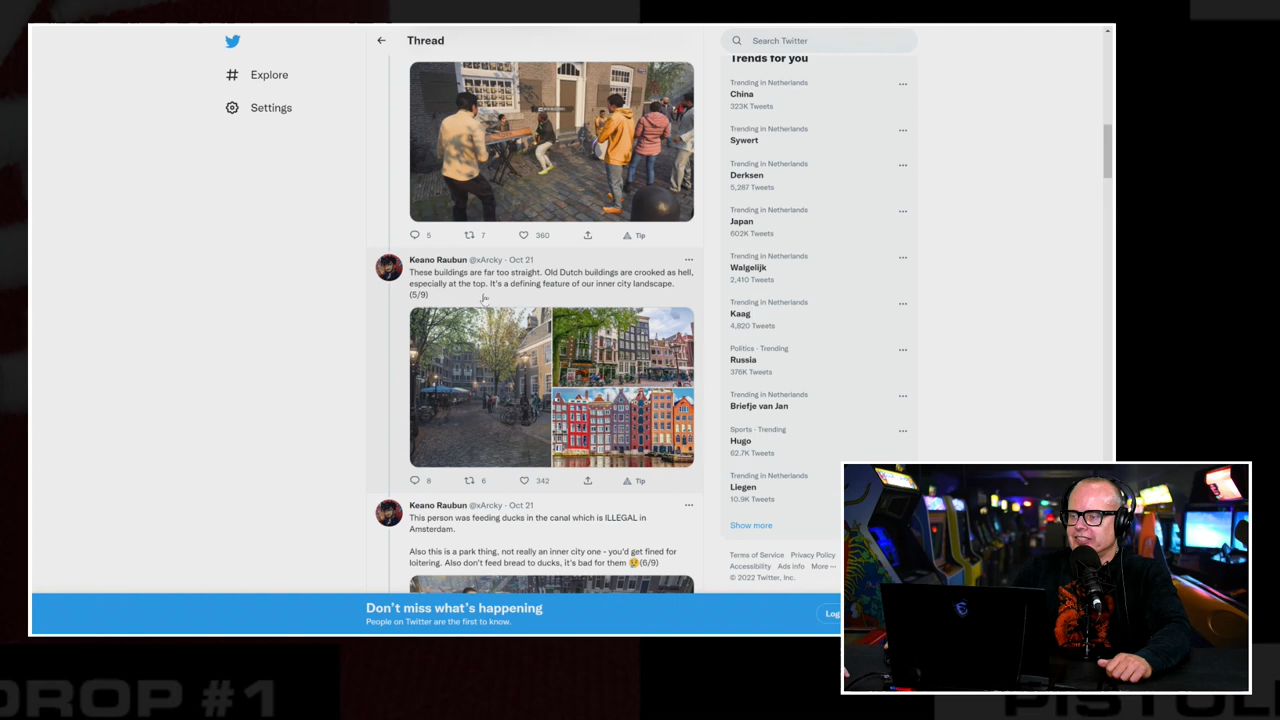 Thread
Search Twitter
Explore
Settings
5
7
360
Tip
Keano Raubun @xArcky · Oct 21
These buildings are far too straight. Old Dutch buildings are crooked as hell,
especially at the top. It's a defining feature of our inner city landscape.
(5/9)
8
6
342
Tip
Keano Raubun @xArcky · Oct 21
This person was feeding ducks in the canal which is ILLEGAL in
Amsterdam.
Also this is a park thing, not really an inner city one - you'd get fined for
loitering. Also don't feed bread to ducks, it's bad for them 😥(6/9)
Trends for you
Trending in Netherlands
China
323K Tweets
Trending in Netherlands
Sywert
Trending in Netherlands
Derksen
5,287 Tweets
Trending in Netherlands
Japan
602K Tweets
Trending in Netherlands
Walgelijk
2,410 Tweets
Trending in Netherlands
Kaag
4,820 Tweets
Politics · Trending
Russia
376K Tweets
Trending in Netherlands
Briefje van Jan
Sports · Trending
Hugo
62.7K Tweets
Trending in Netherlands
Liegen
10.9K Tweets
Show more
Terms of Service Privacy Policy
Accessibility Ads info More ···
© 2022 Twitter, Inc.
Don't miss what's happening
People on Twitter are the first to know.
Log
DROP #1
PISTOL